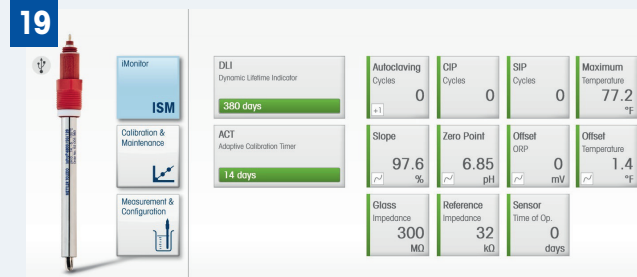 19
iMonitor
ISM
Calibration &
Maintenance
Measurement &
Configuration
DLI
Dynamic Lifetime Indicator
380 days
ACT
Adaptive Calibration Timer
14 days
Autoclaving
Cycles
0
+1
CIP
Cycles
0
SIP
Cycles
0
Maximum
Temperature
77.2
°F
Slope
97.6
%
Zero Point
6.85
pH
Offset
ORP
0
mV
Offset
Temperature
1.4
°F
Glass
Impedance
300
MΩ
Reference
Impedance
32
kΩ
Sensor
Time of Op.
0
days